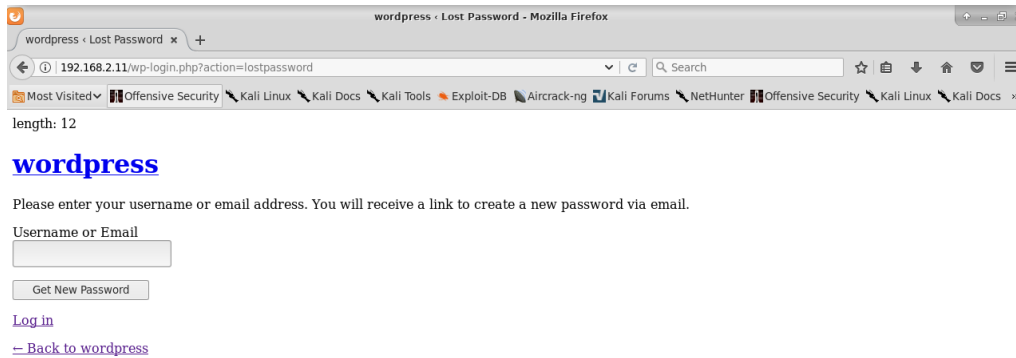 wordpress ‹ Lost Password - Mozilla Firefox
wordpress ‹ Lost Password × +
192.168.2.11/wp-login.php?action=lostpassword Search
Most Visited Offensive Security Kali Linux Kali Docs Kali Tools Exploit-DB Aircrack-ng Kali Forums NetHunter Offensive Security Kali Linux Kali Docs »
length: 12
wordpress
Please enter your username or email address. You will receive a link to create a new password via email.
Username or Email
Get New Password
Log in
← Back to wordpress